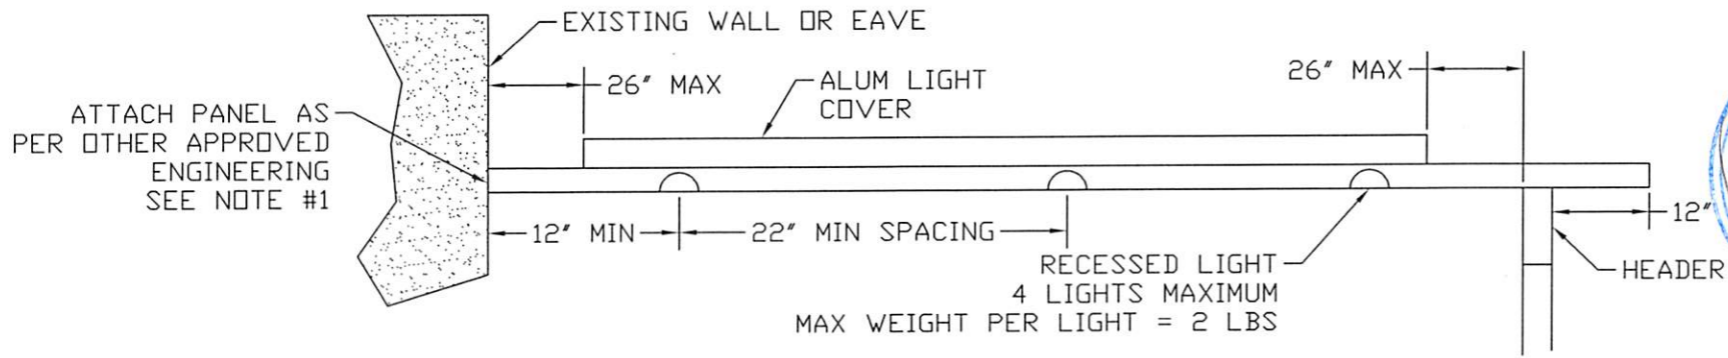 EXISTING WALL OR EAVE
26" MAX
ALUM LIGHT
COVER
26" MAX
ATTACH PANEL AS
PER OTHER APPROVED
ENGINEERING
SEE NOTE #1
12" MIN
22" MIN SPACING
12"
RECESSED LIGHT
4 LIGHTS MAXIMUM
MAX WEIGHT PER LIGHT = 2 LBS
HEADER